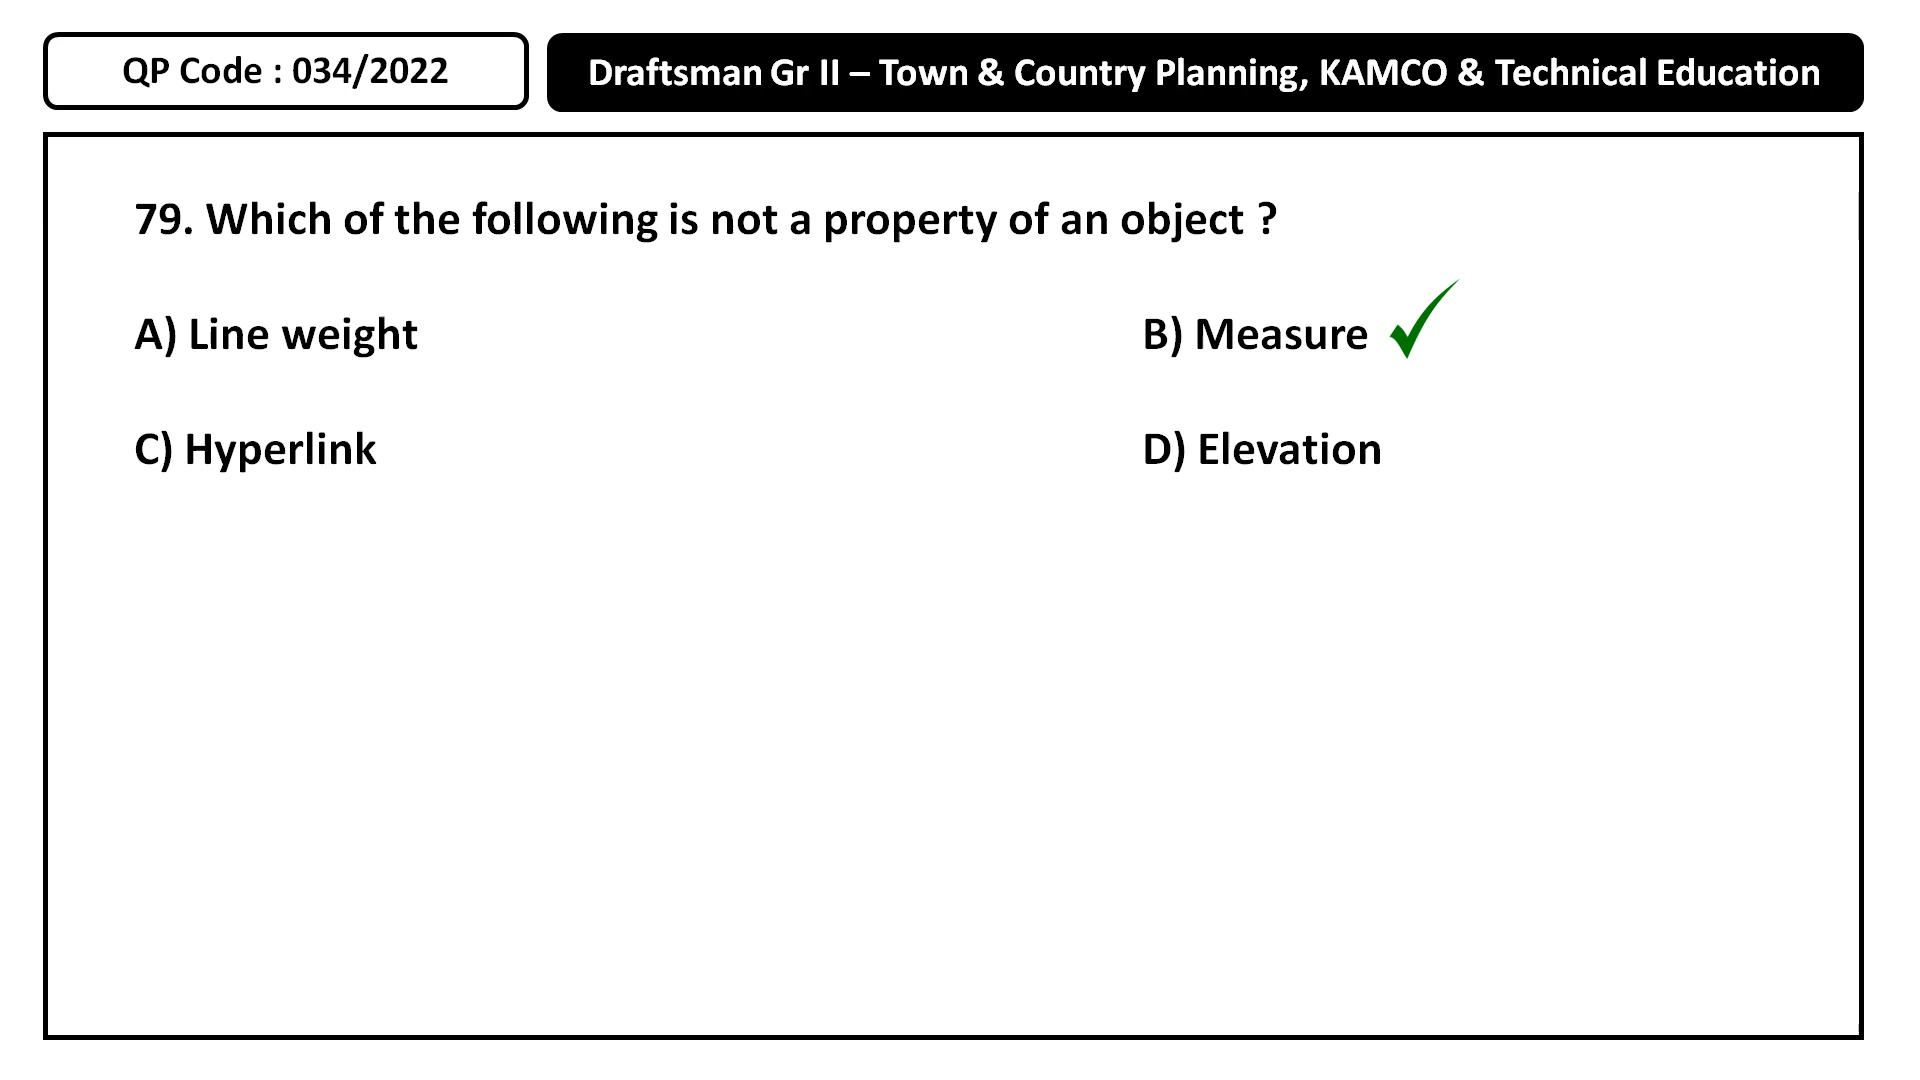 QP Code : 034/2022
Draftsman Gr II – Town & Country Planning, KAMCO & Technical Education
79. Which of the following is not a property of an object ?
A) Line weight
B) Measure
C) Hyperlink
D) Elevation